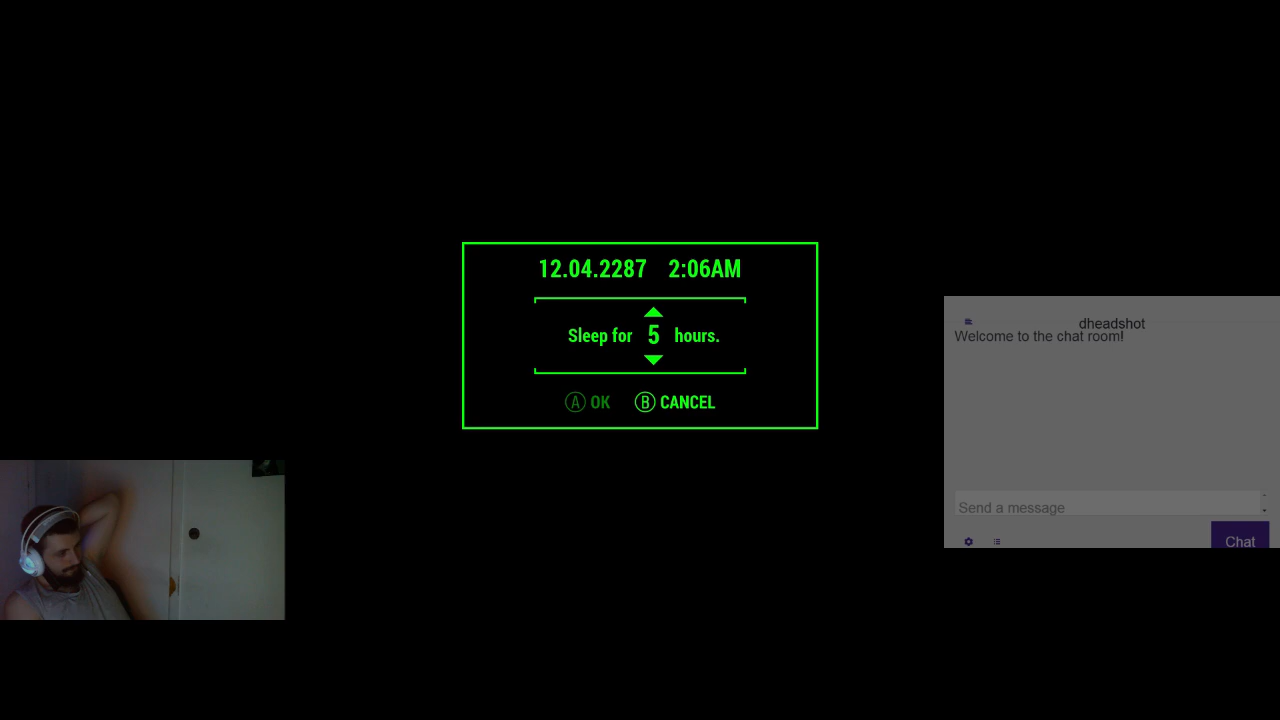 12.04.2287 2:06AM
Sleep for 5 hours.
A OK B CANCEL
dheadshot
Welcome to the chat room!
Send a message
Chat